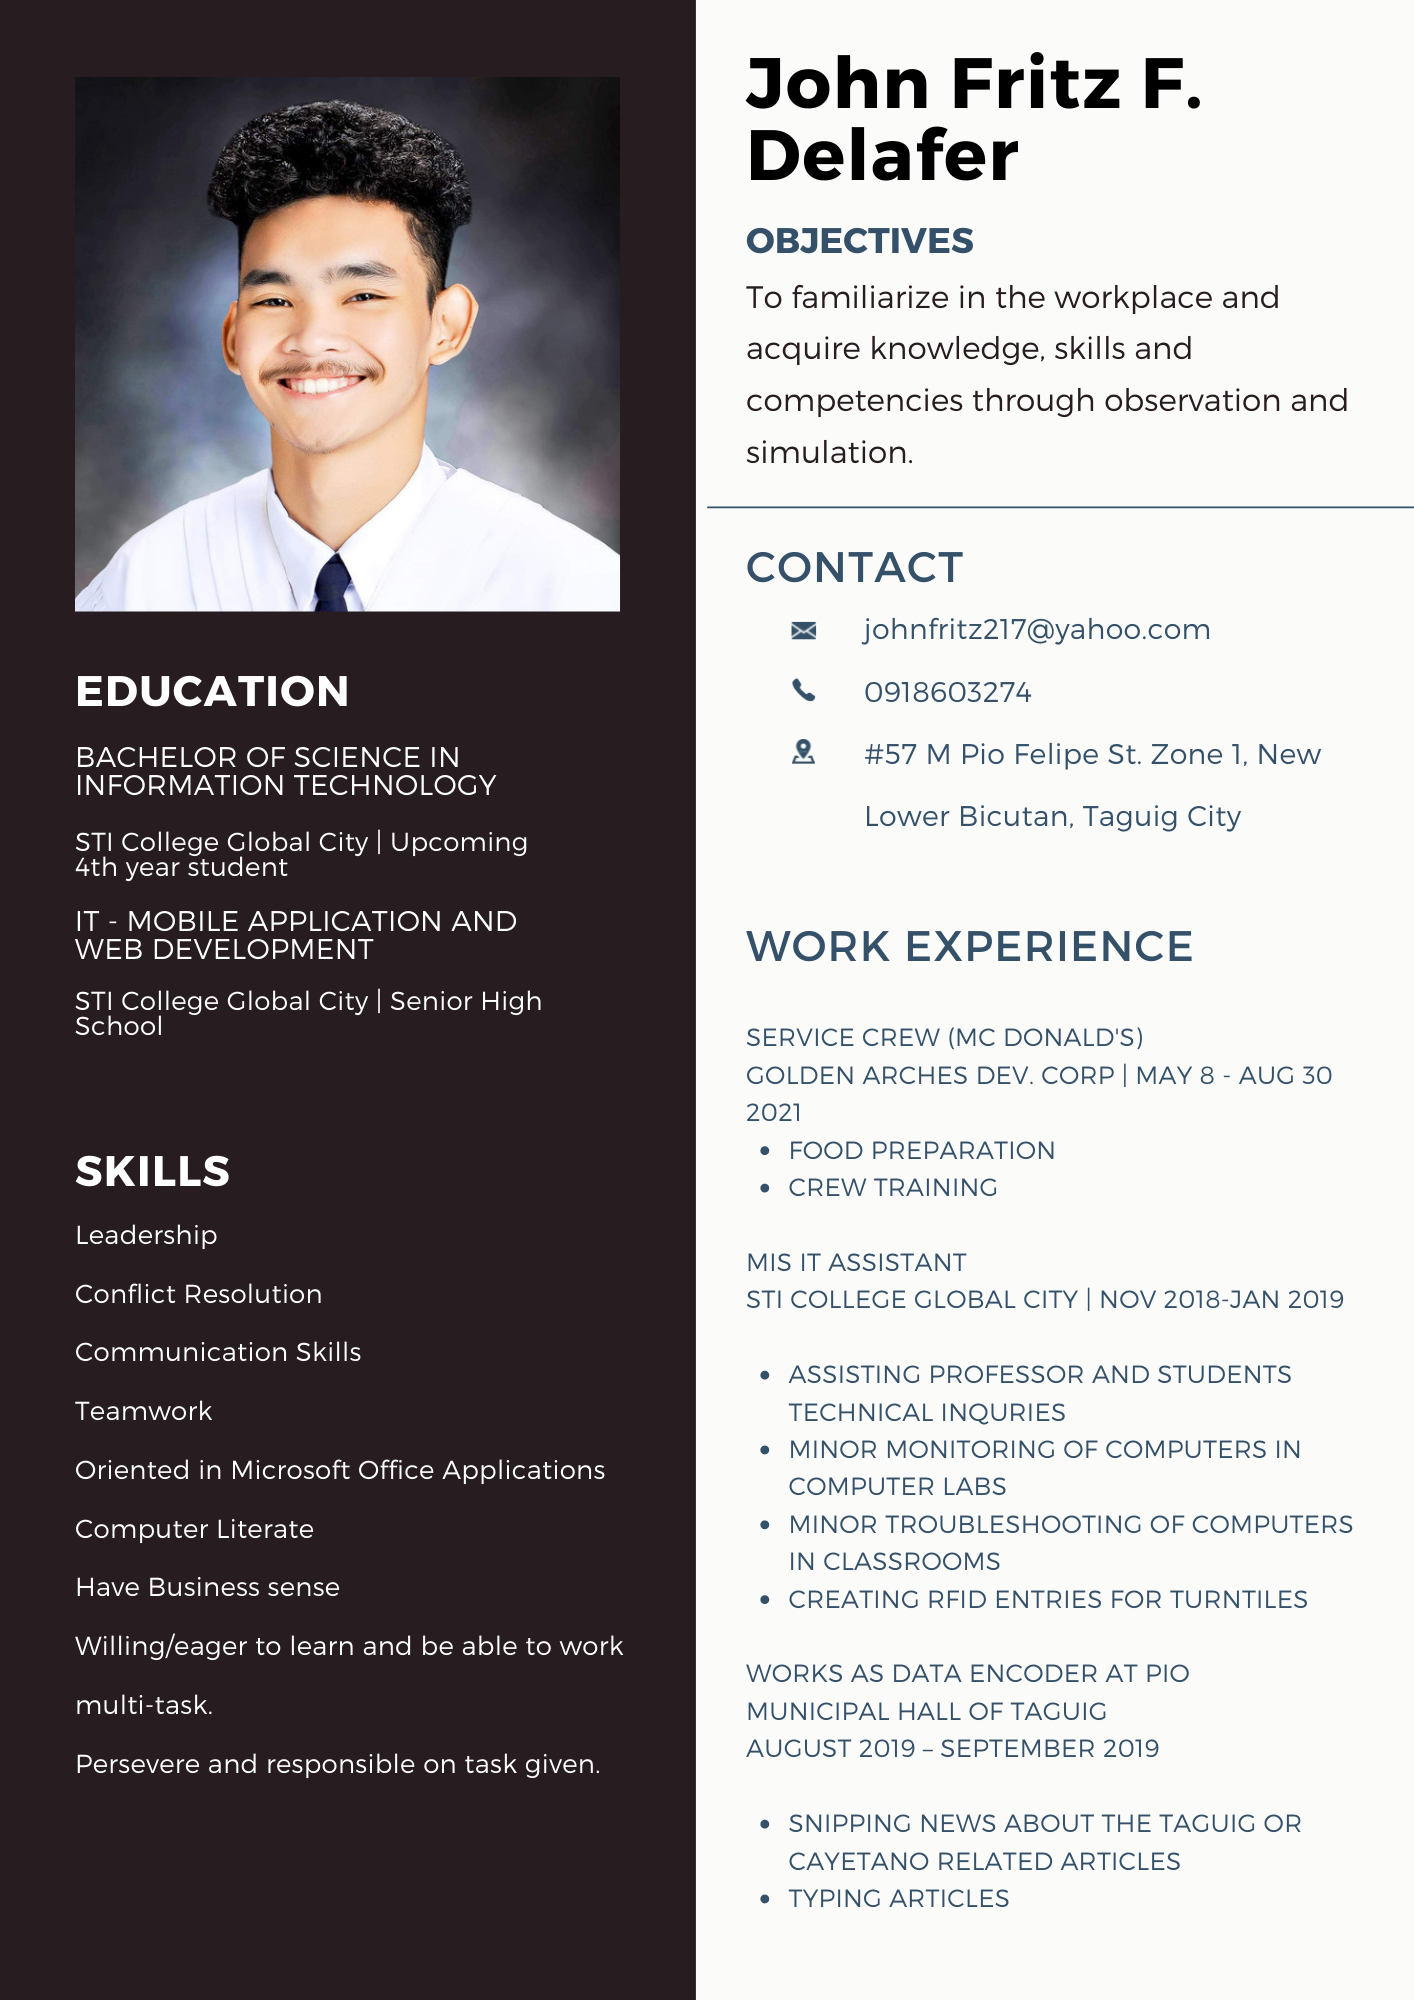 John Fritz F.
Delafer
OBJECTIVES
To familiarize in the workplace and
acquire knowledge, skills and
competencies through observation and
simulation.
CONTACT
johnfritz217@yahoo.com
0918603274
#57 M Pio Felipe St. Zone 1, New
Lower Bicutan, Taguig City
WORK EXPERIENCE
SERVICE CREW (MC DONALD'S)
GOLDEN ARCHES DEV. CORP | MAY 8 - AUG 30
2021
• FOOD PREPARATION
• CREW TRAINING
MIS IT ASSISTANT
STI COLLEGE GLOBAL CITY | NOV 2018-JAN 2019
• ASSISTING PROFESSOR AND STUDENTS
TECHNICAL INQURIES
• MINOR MONITORING OF COMPUTERS IN
COMPUTER LABS
• MINOR TROUBLESHOOTING OF COMPUTERS
IN CLASSROOMS
• CREATING RFID ENTRIES FOR TURNTILES
WORKS AS DATA ENCODER AT PIO
MUNICIPAL HALL OF TAGUIG
AUGUST 2019 – SEPTEMBER 2019
• SNIPPING NEWS ABOUT THE TAGUIG OR
CAYETANO RELATED ARTICLES
• TYPING ARTICLES
EDUCATION
BACHELOR OF SCIENCE IN
INFORMATION TECHNOLOGY
STI College Global City | Upcoming
4th year student
IT - MOBILE APPLICATION AND
WEB DEVELOPMENT
STI College Global City | Senior High
School
SKILLS
Leadership
Conflict Resolution
Communication Skills
Teamwork
Oriented in Microsoft Office Applications
Computer Literate
Have Business sense
Willing/eager to learn and be able to work
multi-task.
Persevere and responsible on task given.